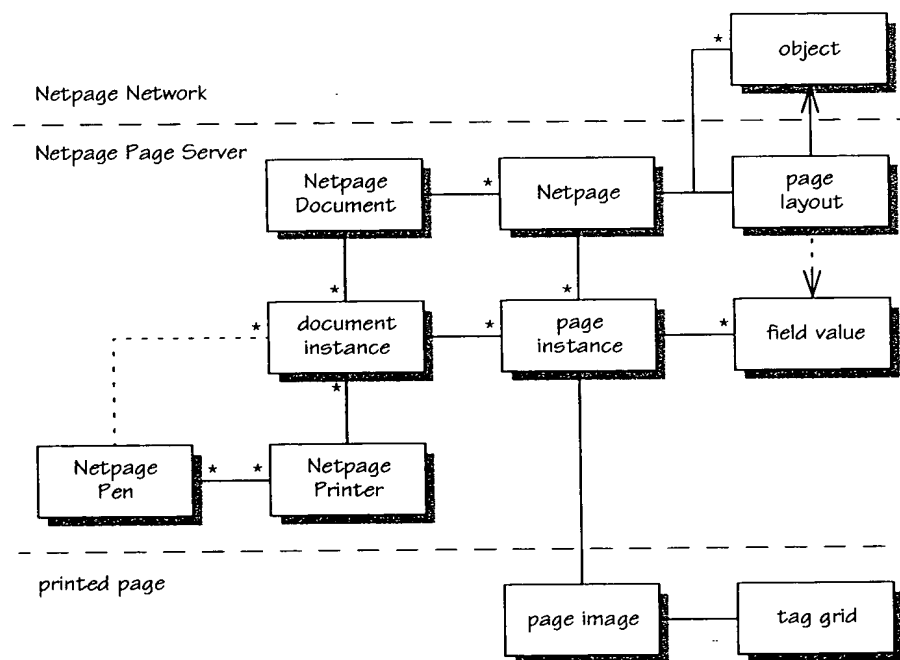 *
object
Netpage Network
Netpage Page Server
Netpage
Document
*
Netpage
page
layout
*
*
*
document
instance
*
page
instance
*
field value
*
Netpage
Pen
*
*
Netpage
Printer
printed page
page image
tag grid